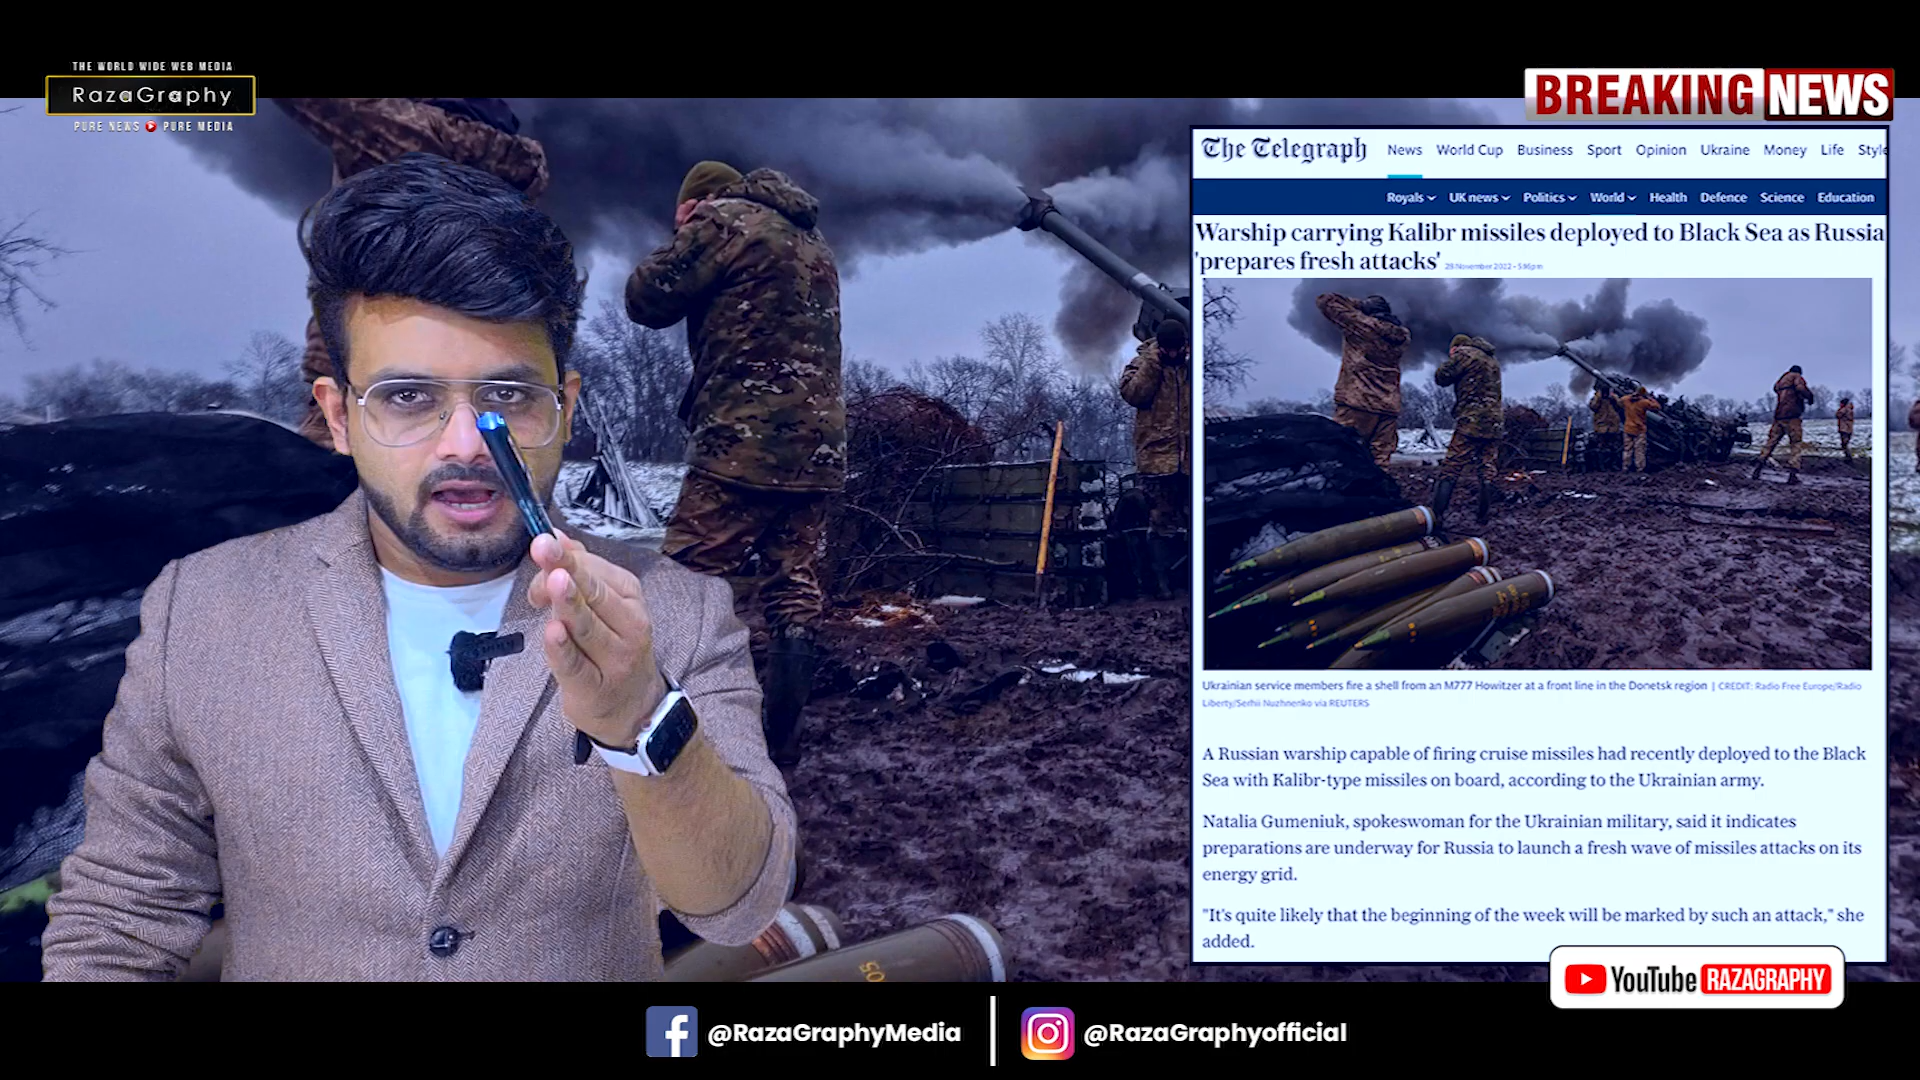 THE WORLD WIDE WEB MEDIA
RazaGraphy
PURE NEWS PURE MEDIA
BREAKING NEWS
The Telegraph News World Cup Business Sport Opinion Ukraine Money Life Style
Royals UK news Politics World Health Defence Science Education
Warship carrying Kalibr missiles deployed to Black Sea as Russia
'prepares fresh attacks' 28 November 2022 •
Ukrainian service members fire a shell from an M777 Howitzer at a front line in the Donetsk region | CREDIT: Radio Free Europe/Radio
Liberty/Serhii Nuzhnenko via REUTERS
A Russian warship capable of firing cruise missiles had recently deployed to the Black
Sea with Kalibr-type missiles on board, according to the Ukrainian army.
Natalia Gumeniuk, spokeswoman for the Ukrainian military, said it indicates
preparations are underway for Russia to launch a fresh wave of missiles attacks on its
energy grid.
"It's quite likely that the beginning of the week will be marked by such an attack," she
added.
YouTube RAZAGRAPHY
@RazaGraphyMedia
@RazaGraphyofficial